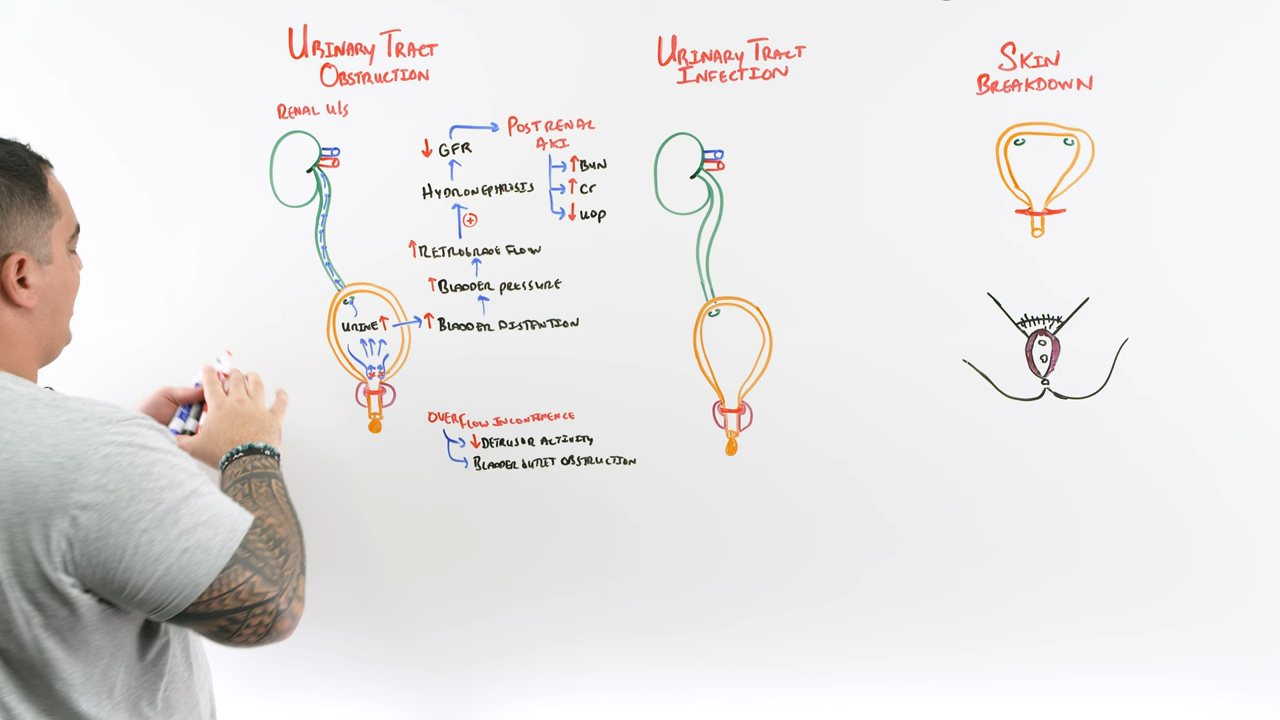 URINARY TRACT
OBSTRUCTION
RENAL U/S
↓ GFR
POSTRENAL
AKI
↑ BUN
↑ Cr
↓ UOP
HYDRONEPHROSIS
+
↑ RETROGRADE FLOW
↑ BLADDER PRESSURE
URINE ↑
↑ BLADDER DISTENTION
OVERFLOW INCONTINENCE
↓ DETRUSOR ACTIVITY
BLADDER OUTLET OBSTRUCTION
URINARY TRACT
INFECTION
SKIN
BREAKDOWN